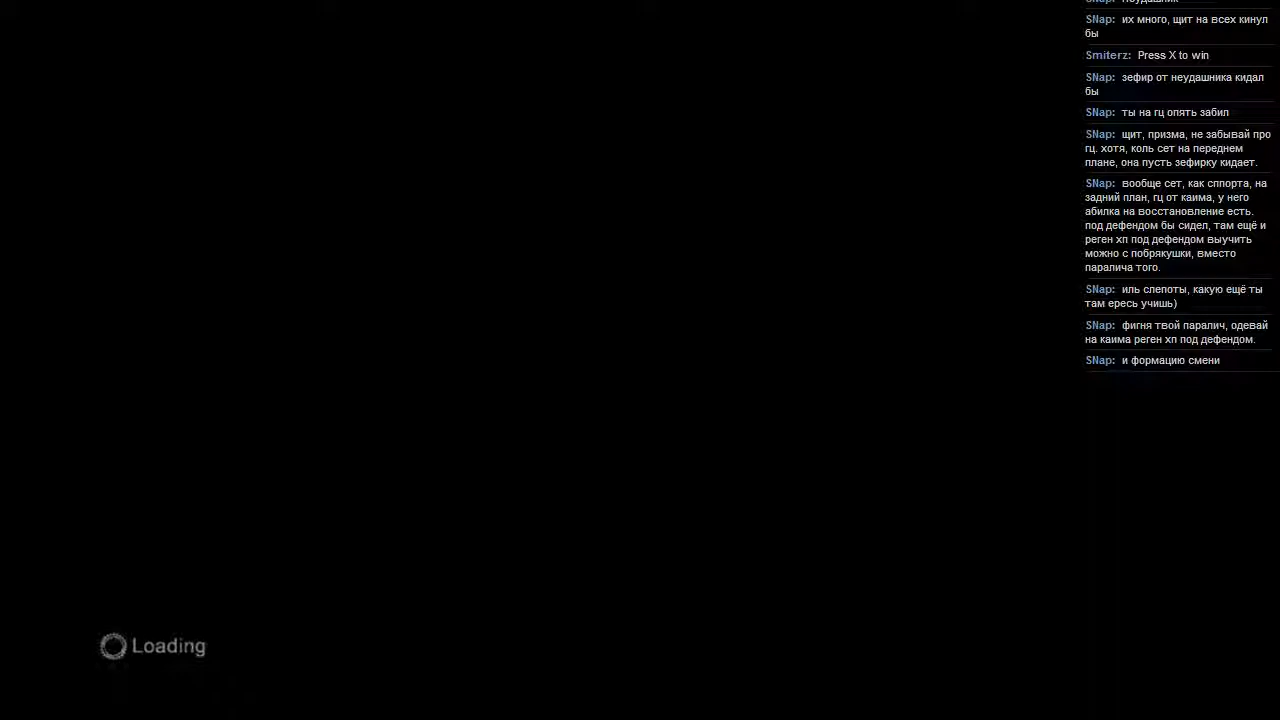 SNap: неудашник
SNap: их много, щит на всех кинул
бы
Smiterz: Press X to win
SNap: зефир от неудашника кидал
бы
SNap: ты на гц опять забил
SNap: щит, призма, не забывай про
гц. хотя, коль сет на переднем
плане, она пусть зефирку кидает.
SNap: вообще сет, как сппорта, на
задний план, гц от каима, у него
абилка на восстановление есть.
под дефендом бы сидел, там ещё и
реген хп под дефендом выучить
можно с побрякушки, вместо
паралича того.
SNap: иль слепоты, какую ещё ты
там ересь учишь)
SNap: фигня твой паралич, одевай
на каима реген хп под дефендом.
SNap: и формацию смени
Loading